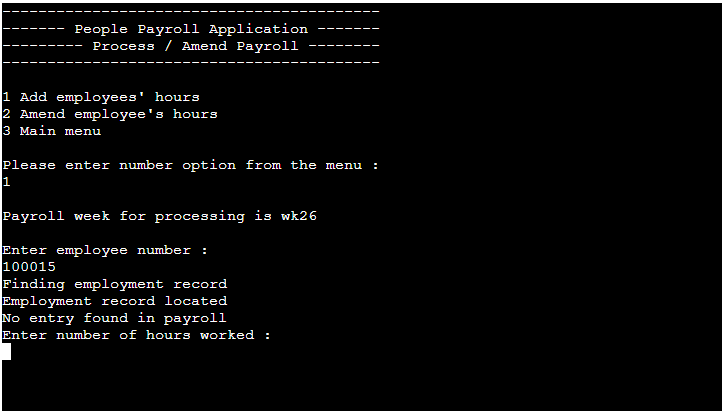 ------------------------------------------
------- People Payroll Application -------
--------- Process / Amend Payroll --------
------------------------------------------
1 Add employees' hours
2 Amend employee's hours
3 Main menu
Please enter number option from the menu :
1
Payroll week for processing is wk26
Enter employee number :
100015
Finding employment record
Employment record located
No entry found in payroll
Enter number of hours worked :